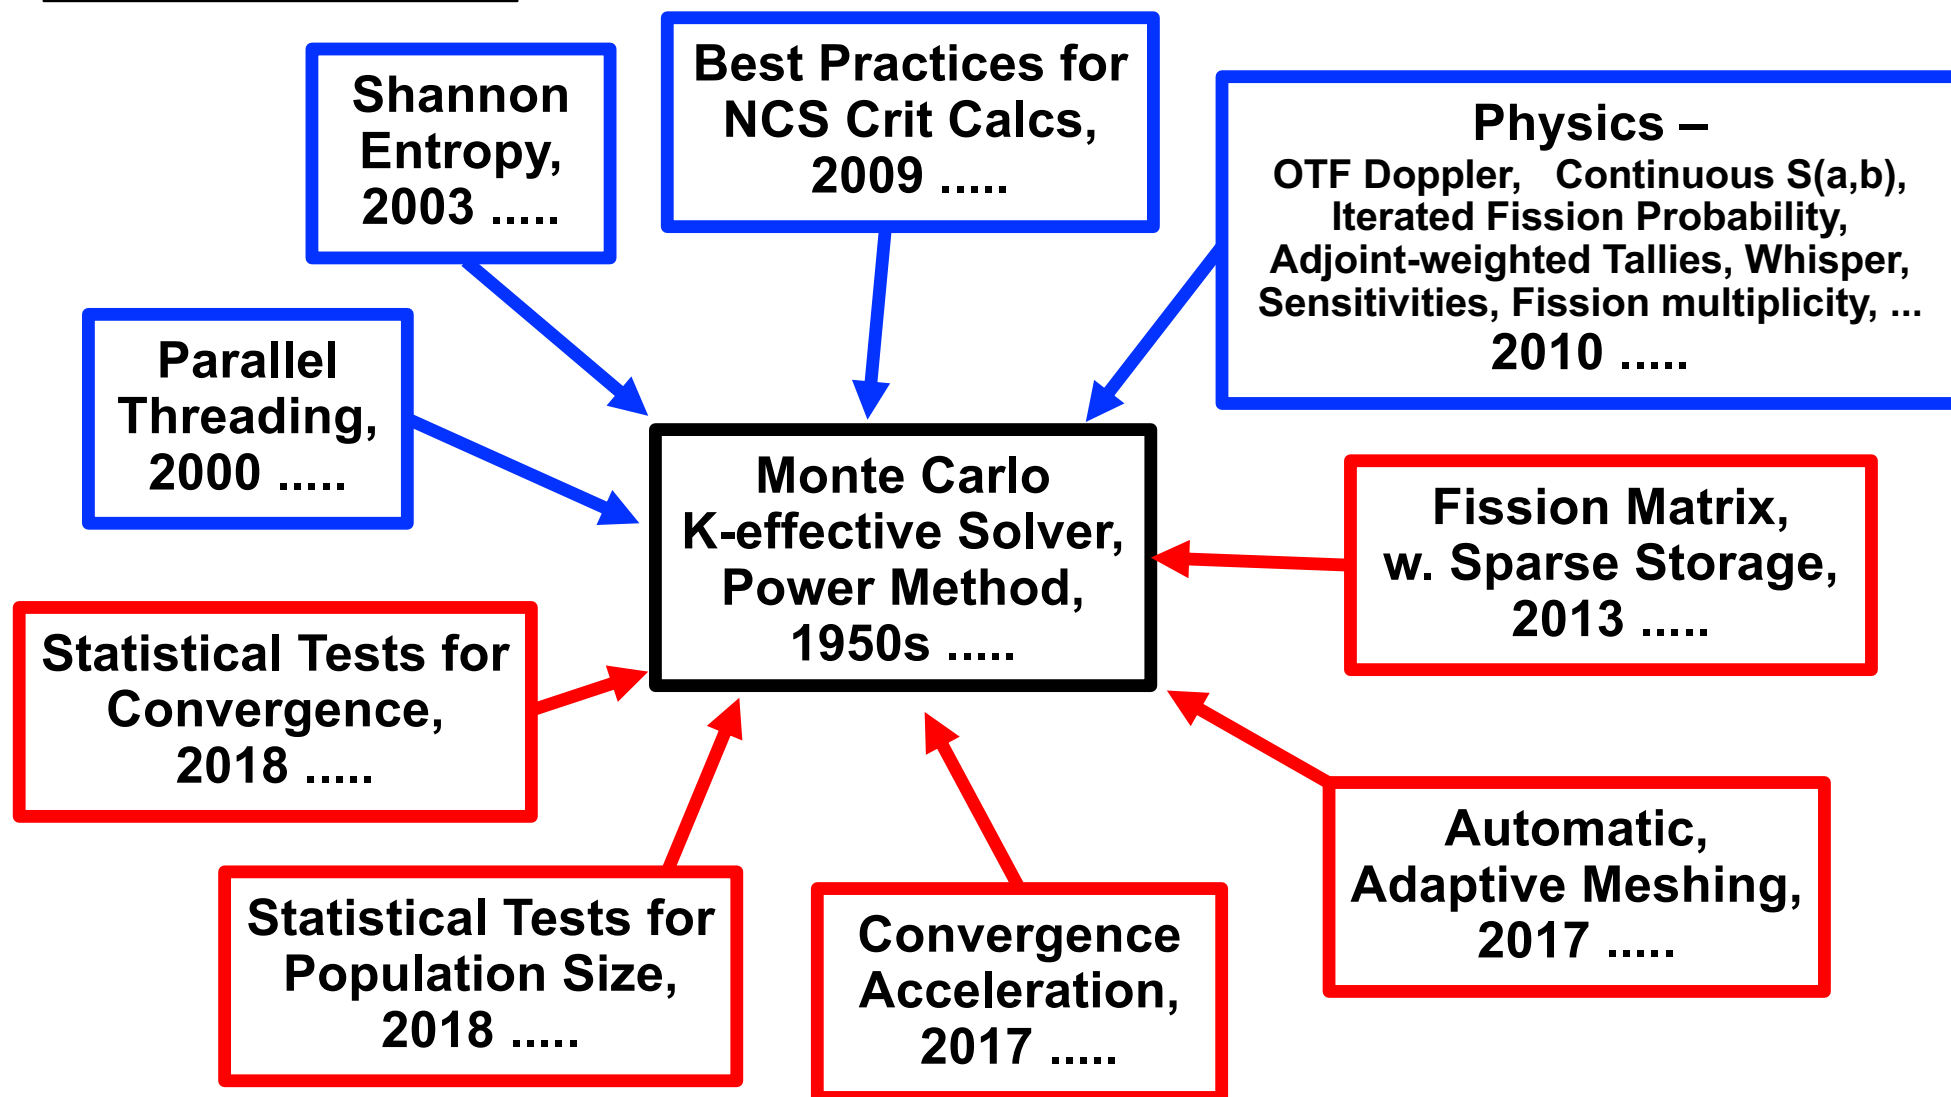 Shannon
Entropy,
2003 .....
Best Practices for
NCS Crit Calcs,
2009 .....
Physics –
OTF Doppler, Continuous S(a,b),
Iterated Fission Probability,
Adjoint-weighted Tallies, Whisper,
Sensitivities, Fission multiplicity, ...
2010 .....
Parallel
Threading,
2000 .....
Monte Carlo
K-effective Solver,
Power Method,
1950s .....
Fission Matrix,
w. Sparse Storage,
2013 .....
Statistical Tests for
Convergence,
2018 .....
Statistical Tests for
Population Size,
2018 .....
Convergence
Acceleration,
2017 .....
Automatic,
Adaptive Meshing,
2017 .....